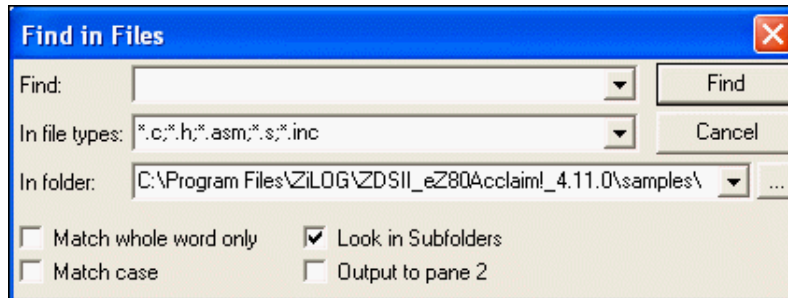 Find in Files
Find:
Find
In file types: *.c;*.h;*.asm;*.s;*.inc
Cancel
In folder: C:\Program Files\ZiLOG\ZDSII_eZ80Acclaim!_4.11.0\samples\ ...
Match whole word only Look in Subfolders
Match case Output to pane 2